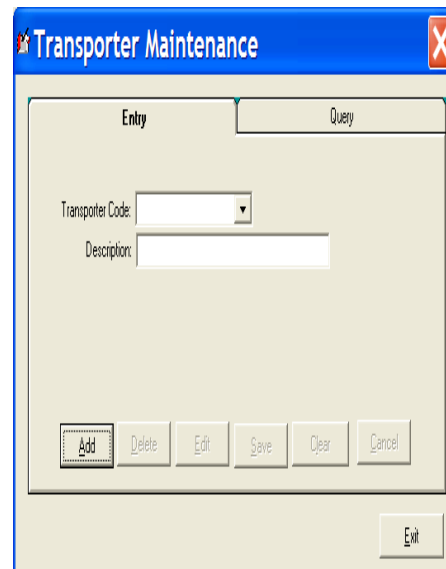 Transporter Maintenance
Entry Query
Transporter Code:
Description:
Add Delete Edit Save Clear Cancel
Exit